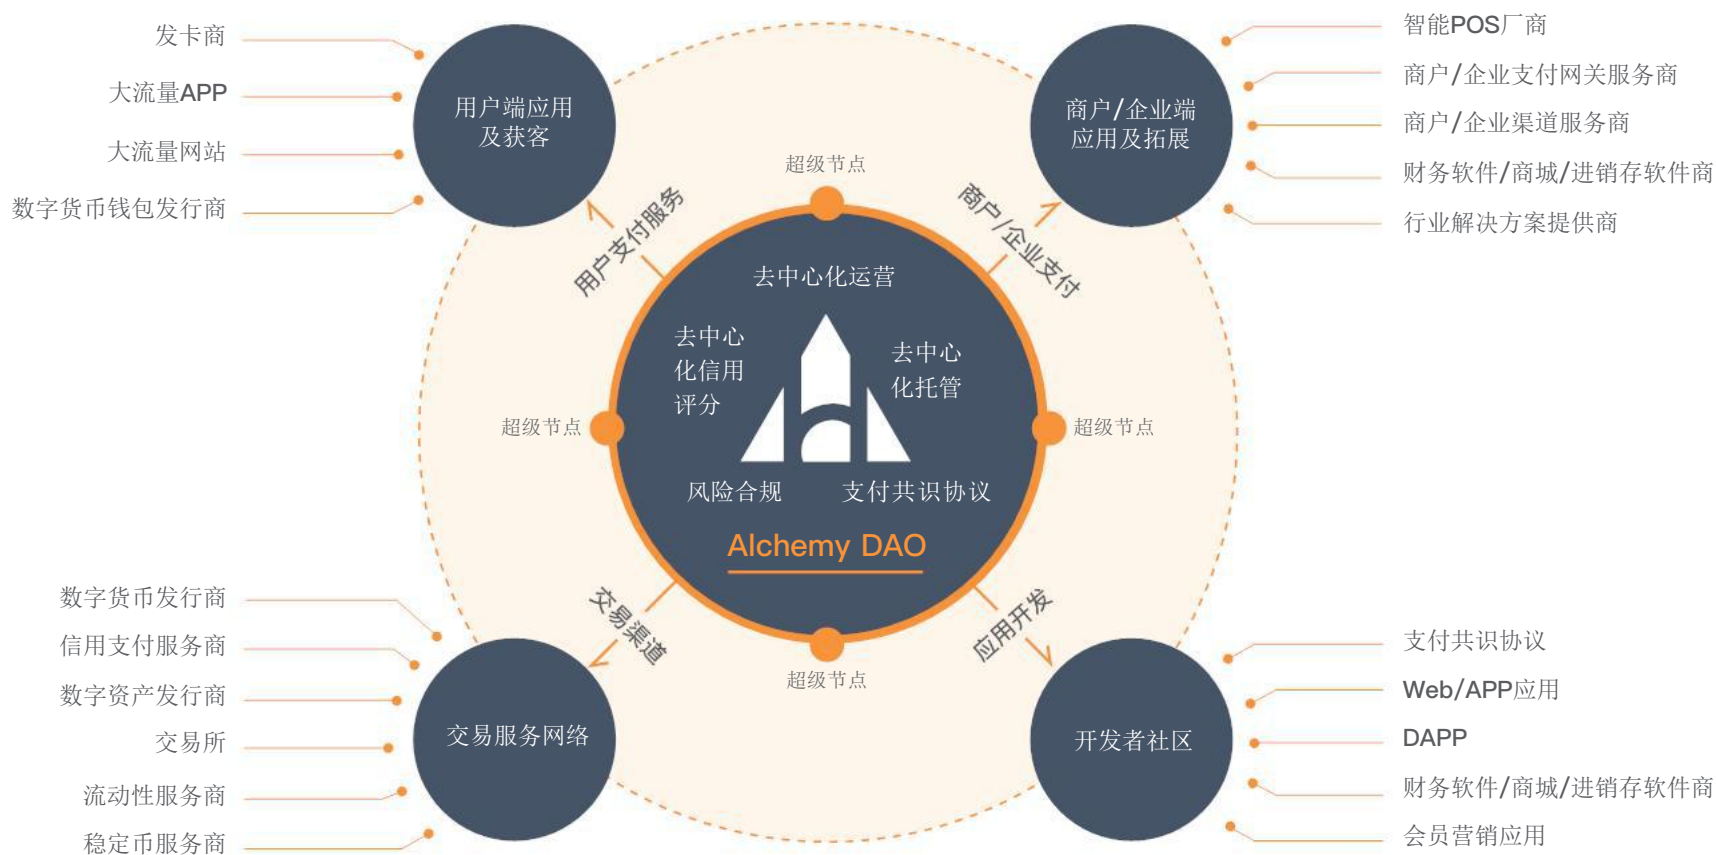 发卡商
大流量APP
大流量网站
数字货币钱包发行商
用户端应用
及获客
商户/企业端
应用及拓展
智能POS厂商
商户/企业支付网关服务商
商户/企业渠道服务商
财务软件/商城/进销存软件商
行业解决方案提供商
超级节点
用户支付服务
商户/企业支付
去中心化运营
去中心
化信用
评分
去中心
化托管
超级节点
超级节点
风险合规
支付共识协议
Alchemy DAO
交易渠道
应用开发
超级节点
数字货币发行商
信用支付服务商
数字资产发行商
交易所
流动性服务商
稳定币服务商
交易服务网络
开发者社区
支付共识协议
Web/APP应用
DAPP
财务软件/商城/进销存软件商
会员营销应用